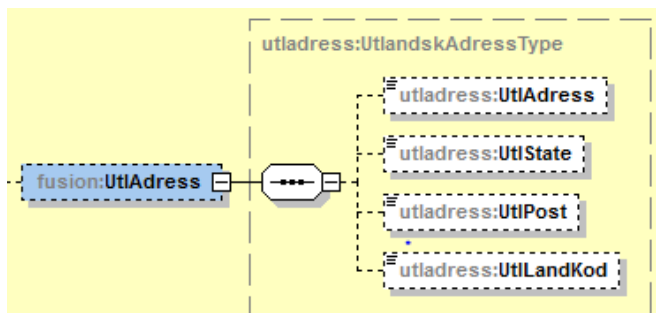 utladress:UtlandskAdressType
utladress:UtlAdress
utladress:UtlState
fusion:UtlAdress
utladress:UtlPost
utladress:UtlLandKod